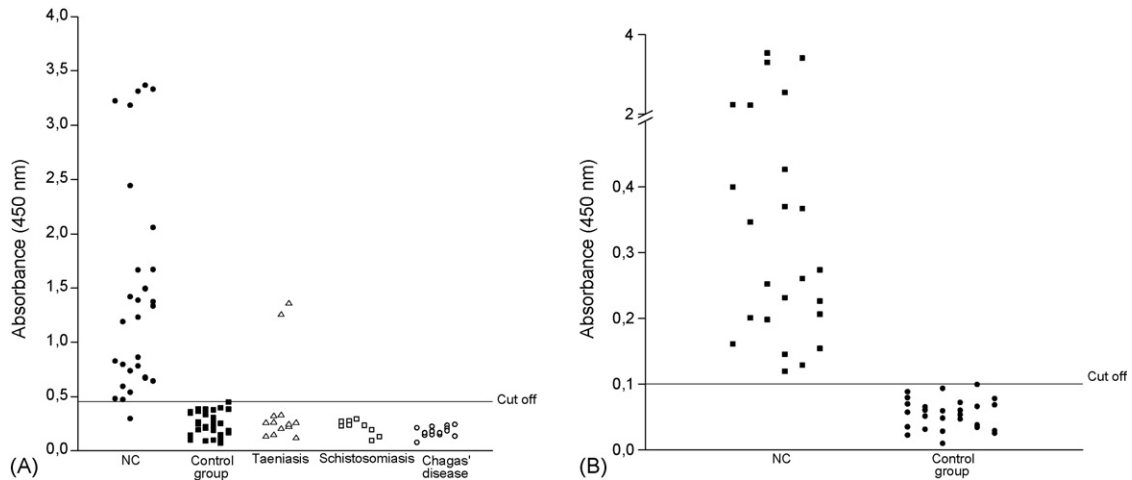 4,0
3,5
3,0
2,5
2,0
1,5
1,0
0,5
0,0
Absorbance (450 nm)
Cut off
NC
Control
group
Taeniasis
Schistosomiasis
Chagas'
disease
(A)
4
2
0,4
0,3
0,2
0,1
0,0
Absorbance (450 nm)
Cut off
NC
Control
group
(B)